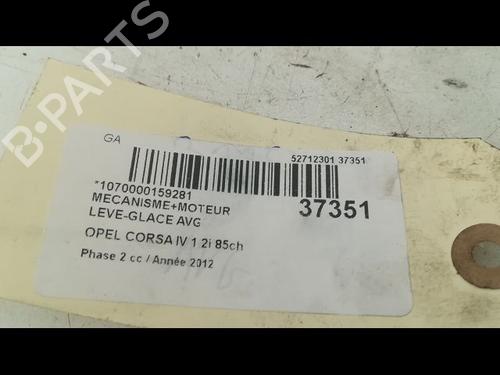 B-PARTS
GA
52712301 37351
*1070000159281
MECANISME+MOTEUR
LEVE-GLACE AVG
37351
OPEL CORSA IV 1 2i 85ch
Phase 2 cc / Année 2012